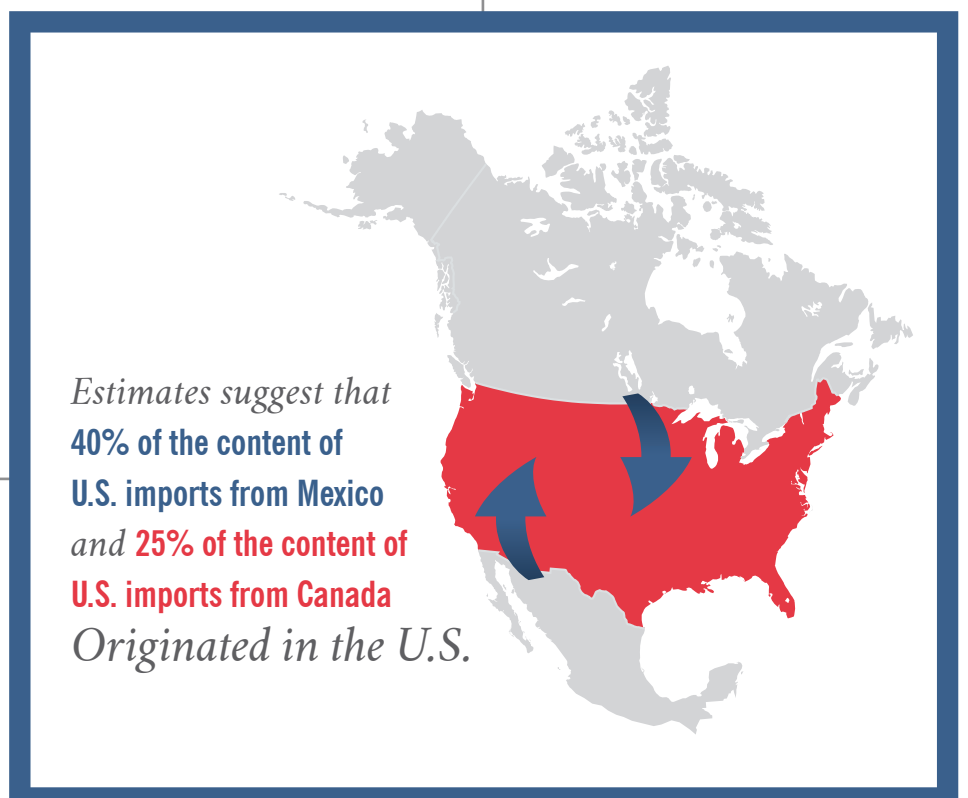 Estimates suggest that
40% of the content of
U.S. imports from Mexico
and 25% of the content of
U.S. imports from Canada
Originated in the U.S.